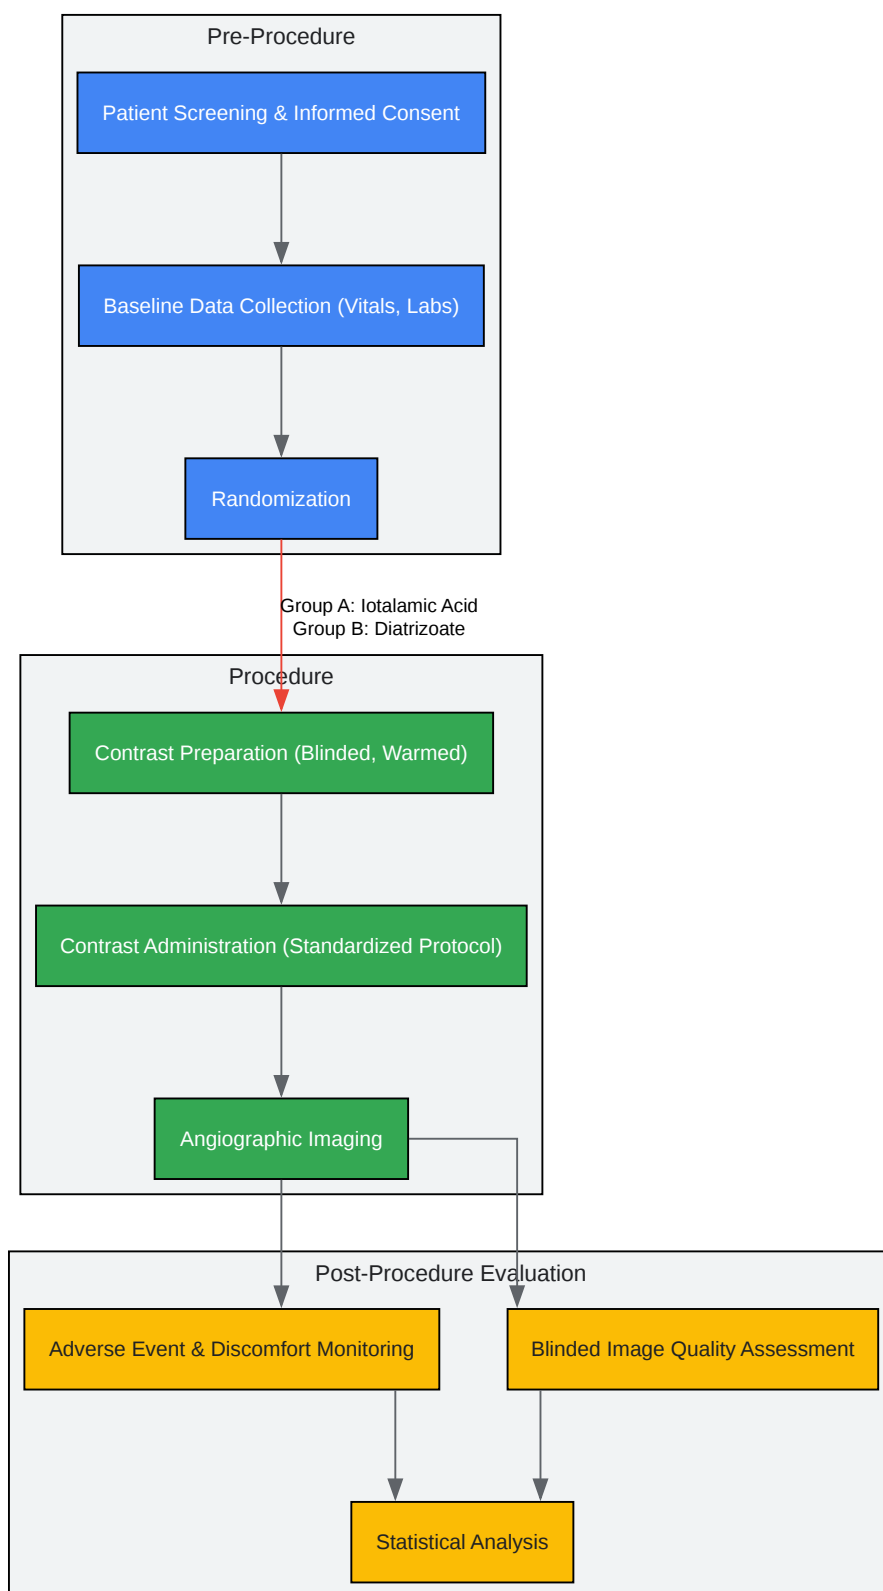 Pre-Procedure
Patient Screening & Informed Consent
Baseline Data Collection (Vitals, Labs)
Randomization
Group A: Iotalamic Acid
Group B: Diatrizoate
Procedure
Contrast Preparation (Blinded, Warmed)
Contrast Administration (Standardized Protocol)
Angiographic Imaging
Post-Procedure Evaluation
Adverse Event & Discomfort Monitoring
Blinded Image Quality Assessment
Statistical Analysis